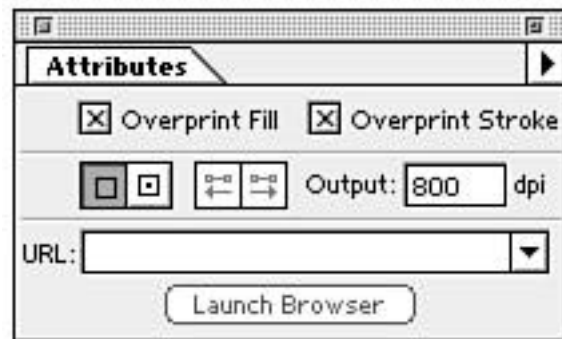 Attributes
Overprint Fill Overprint Stroke
Output: 800 dpi
URL:
Launch Browser